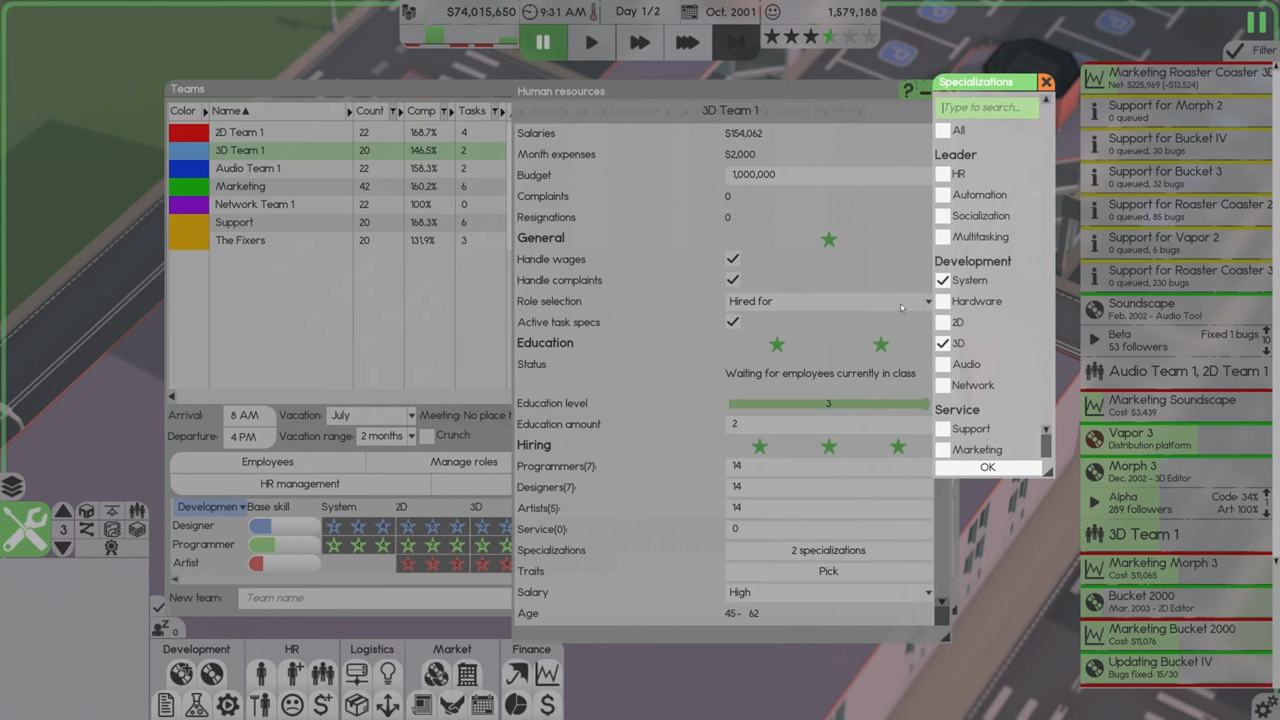 $74,015,650
9:31 AM
Day 1/2
Oct. 2001
1,579,188
Filter
Teams
Color
Name▲
Count
Comp
Tasks
2D Team 1 22 168.7% 4
3D Team 1 20 146.5% 2
Audio Team 1 22 158.3% 2
Marketing 42 160.2% 6
Network Team 1 22 100% 0
Support 20 168.3% 6
The Fixers 20 131.9% 3
Arrival: 8 AM Vacation: July Meeting: No place t
Departure: 4 PM Vacation range: 2 months Crunch
Employees
Manage roles
HR management
Developmen Base skill System 2D 3D
Designer
Programmer
Artist
New team: Team name
Human resources
?
3D Team 1
Salaries $154,062
Month expenses $2,000
Budget 1,000,000
Complaints 0
Resignations 0
General
Handle wages
Handle complaints
Role selection Hired for
Active task specs
Education
Status
Waiting for employees currently in class
Education level 3
Education amount 2
Hiring
Programmers(7) 14
Designers(7) 14
Artists(5) 14
Service(0) 0
Specializations 2 specializations
Traits Pick
Salary High
Age 45- 62
Specializations
Type to search...
All
Leader
HR
Automation
Socialization
Multitasking
Development
System
Hardware
2D
3D
Audio
Network
Service
Support
Marketing
OK
Marketing Roaster Coaster 3D
Net: $225,969 (-$13,524)
Support for Morph 2
0 queued
Support for Bucket IV
0 queued, 30 bugs
Support for Bucket 3
0 queued, 32 bugs
Support for Roaster Coaster 2
0 queued, 85 bugs
Support for Vapor 2
0 queued, 6 bugs
Support for Roaster Coaster 3
0 queued, 230 bugs
Soundscape
Feb. 2002 - Audio Tool
Beta
53 followers
Fixed 1 bugs
10
Audio Team 1, 2D Team 1
Marketing Soundscape
Cost: $3,439
Vapor 3
Distribution platform
Morph 3
Dec. 2002 - 3D Editor
Alpha
289 followers
Code: 34%
Art: 100%
3D Team 1
Marketing Morph 3
Cost: $11,065
Bucket 2000
Mar. 2003 - 2D Editor
Marketing Bucket 2000
Cost: $11,076
Updating Bucket IV
Bugs fixed: 15/30
3
Z 0
Development
HR
Logistics
Market
Finance